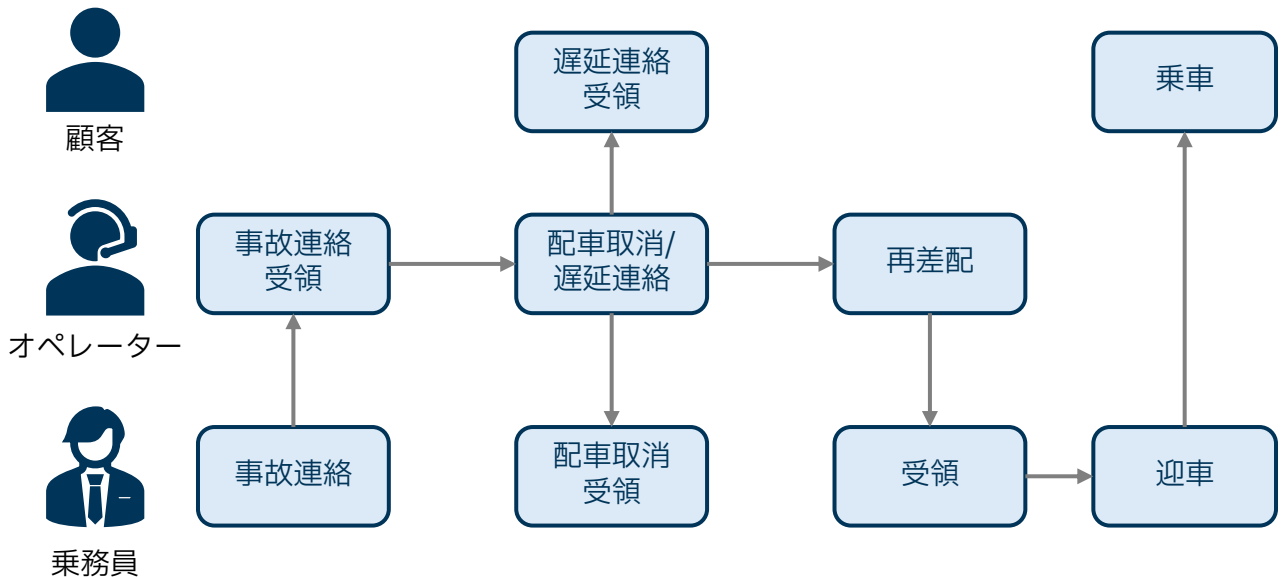 顧客
遅延連絡
受領
乗車
オペレーター
事故連絡
受領
配車取消/
遅延連絡
再差配
乗務員
事故連絡
配車取消
受領
受領
迎車